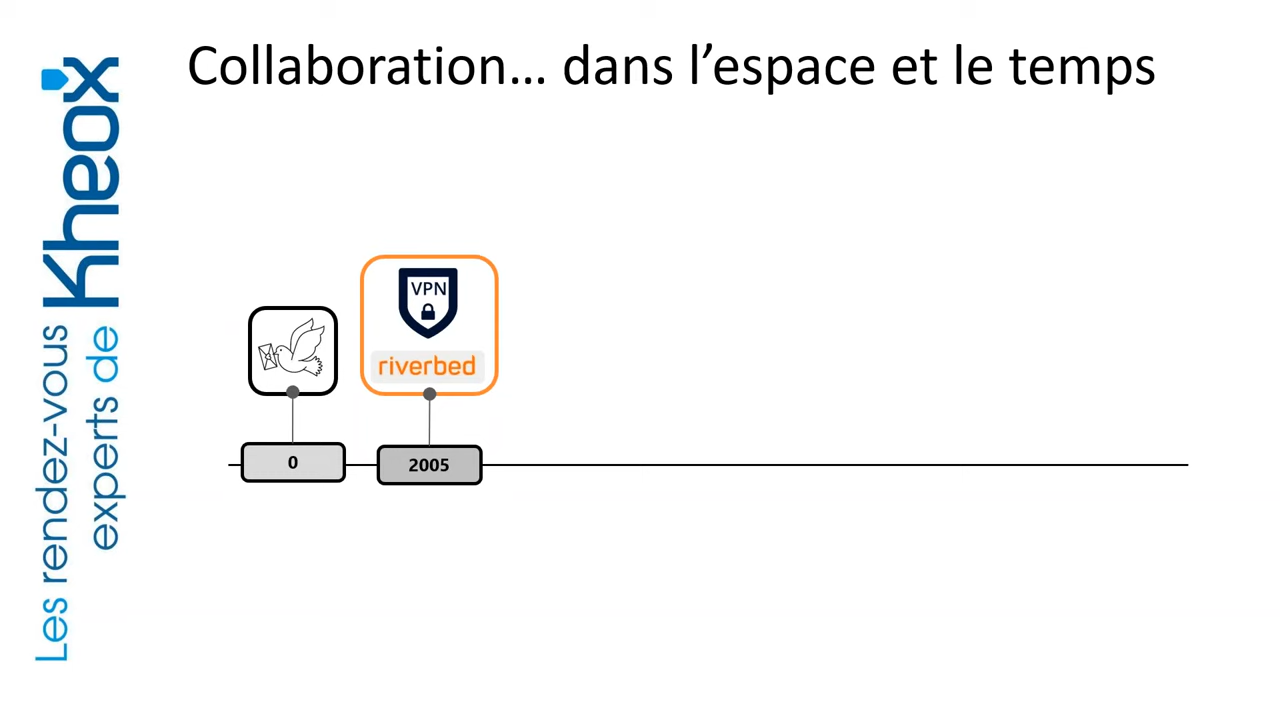 Collaboration... dans l’espace et le temps
Les rendez-vous
experts de Kheox
VPN
riverbed
0
2005